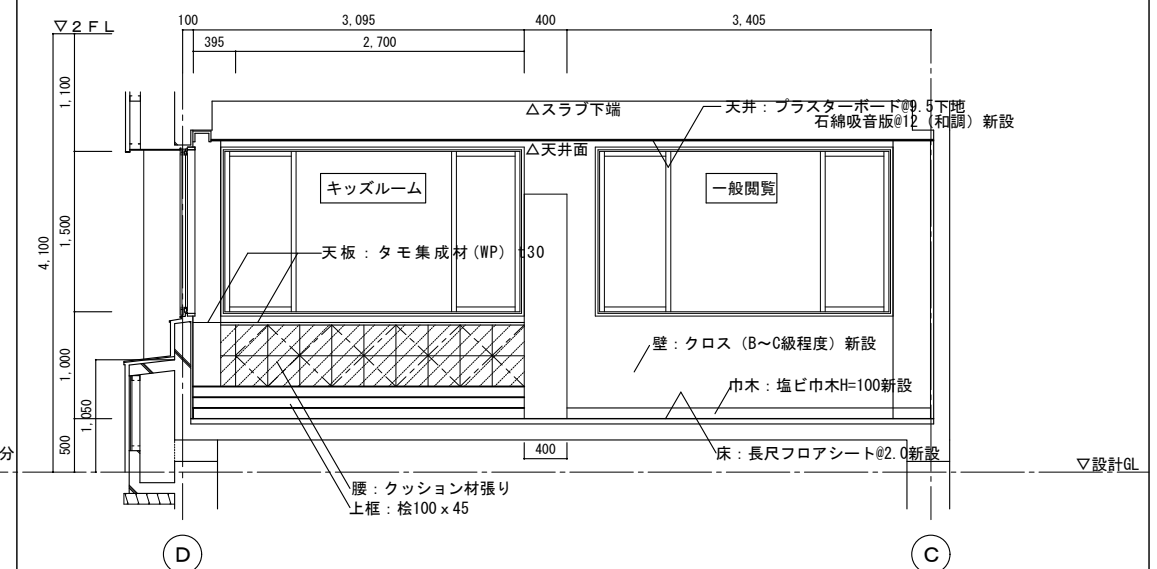 ▽2FL
100
3,095
400
3,405
395
2,700
1,100
△スラブ下端
天井：プラスターボード@9.5下地
石綿吸音版@12（和調）新設
△天井面
キッズルーム
一般閲覧
1,500
4,100
天板：タモ集成材(WP) t30
壁：クロス（B～C級程度）新設
1,000
巾木：塩ビ巾木H=100新設
1,050
500
分
400
床：長尺フロアシート@2.0新設
▽設計GL
腰：クッション材張り
上框：桧100x45
D
C